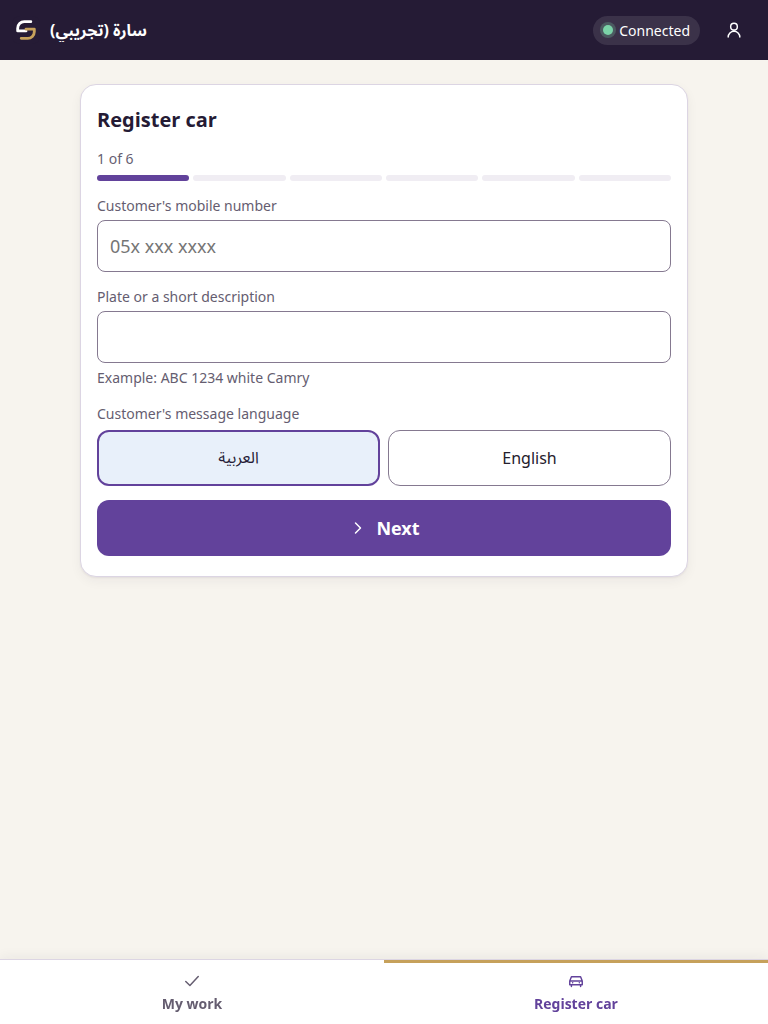 سارة (تجريبي)
Connected
Register car
1 of 6
Customer's mobile number
05x xxx xxxx
Plate or a short description
Example: ABC 1234 white Camry
Customer's message language
العربية
English
Next
My work
Register car